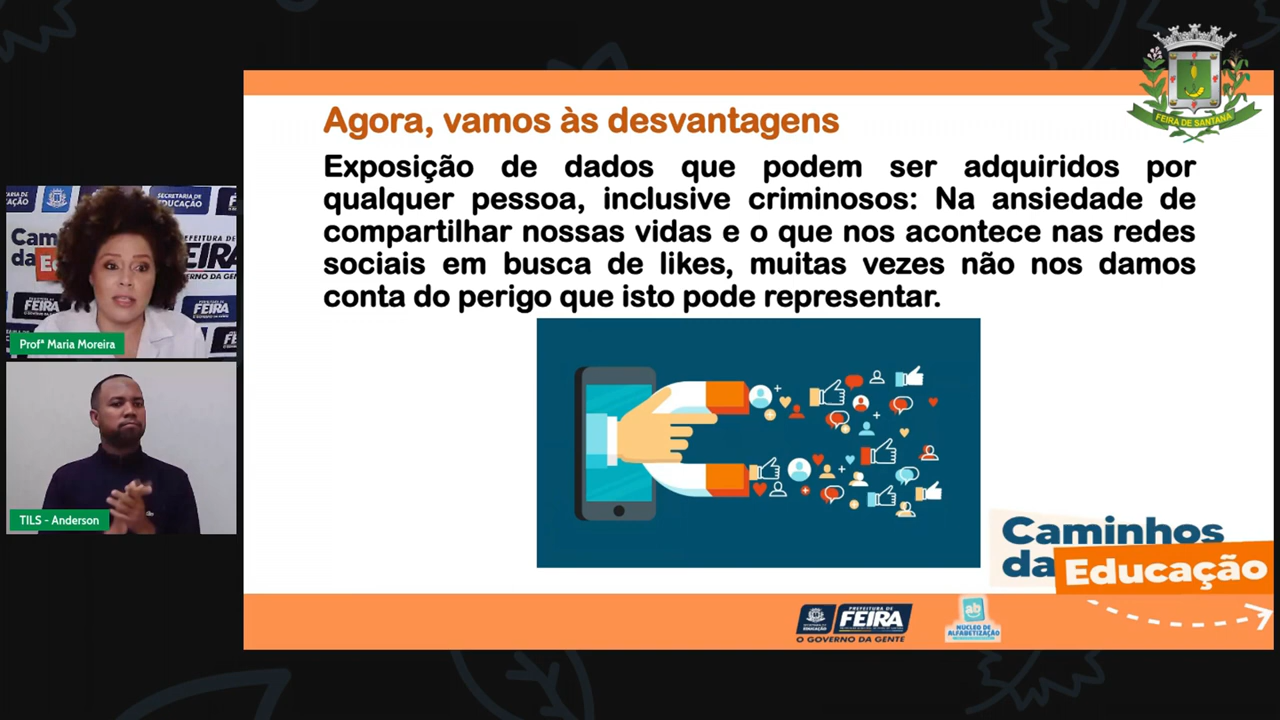 FEIRA DE SANTANA
Agora, vamos às desvantagens
Exposição de dados que podem ser adquiridos por
qualquer pessoa, inclusive criminosos: Na ansiedade de
compartilhar nossas vidas e o que nos acontece nas redes
sociais em busca de likes, muitas vezes não nos damos
conta do perigo que isto pode representar.
SECRETARIA DE
EDUCAÇÃO
Profª Maria Moreira
TILS - Anderson
Caminhos
da Educação
PREFEITURA DE
FEIRA
O GOVERNO DA GENTE
ab
NÚCLEO DE
ALFABETIZAÇÃO